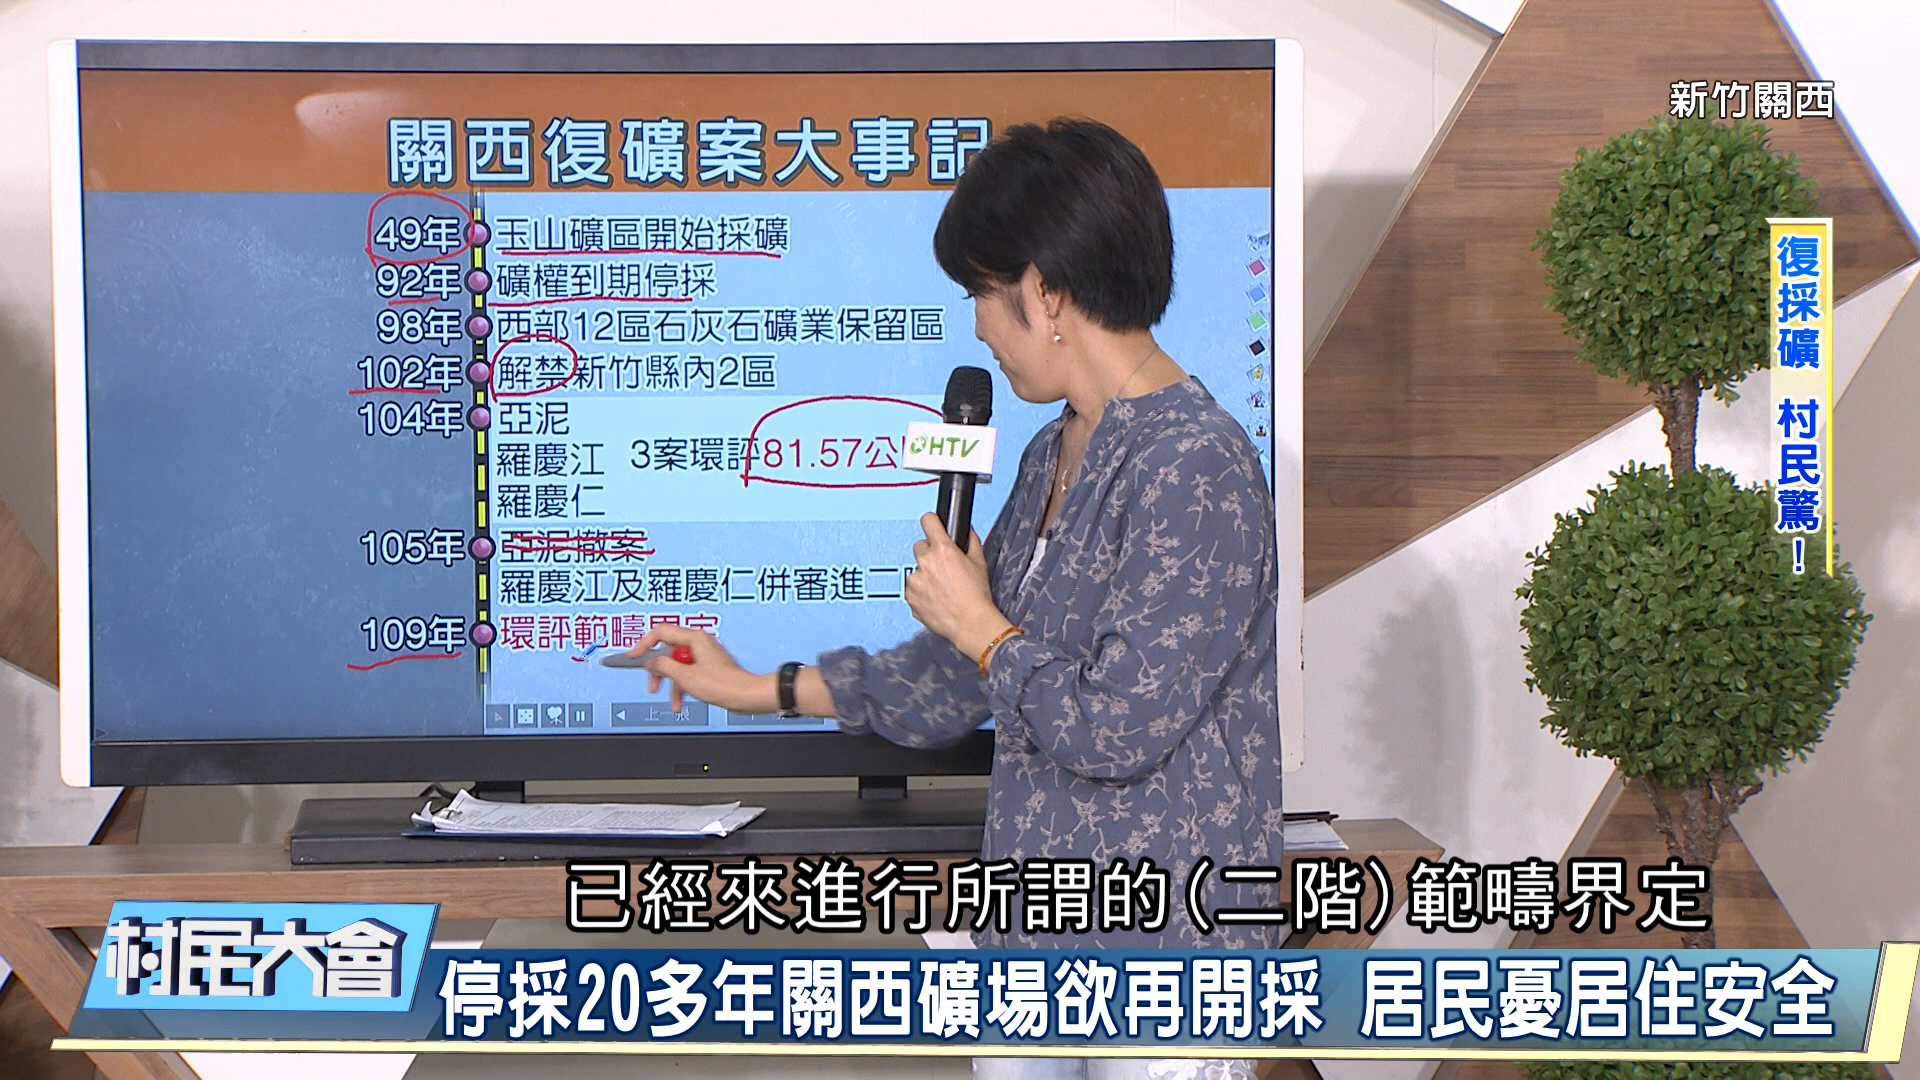 新竹關西
復採礦 村民驚！
關西復礦案大事記
49年 玉山礦區開始採礦
92年 礦權到期停採
98年 西部12區石灰石礦業保留區
102年 解禁新竹縣內2區
104年 亞泥
羅慶江 3案環評81.57公
羅慶仁
105年 亞泥撤案
羅慶江及羅慶仁併審進二
109年 環評範疇界定
上一張
HTV
已經來進行所謂的(二階)範疇界定
村民大會
停採20多年關西礦場欲再開採 居民憂居住安全